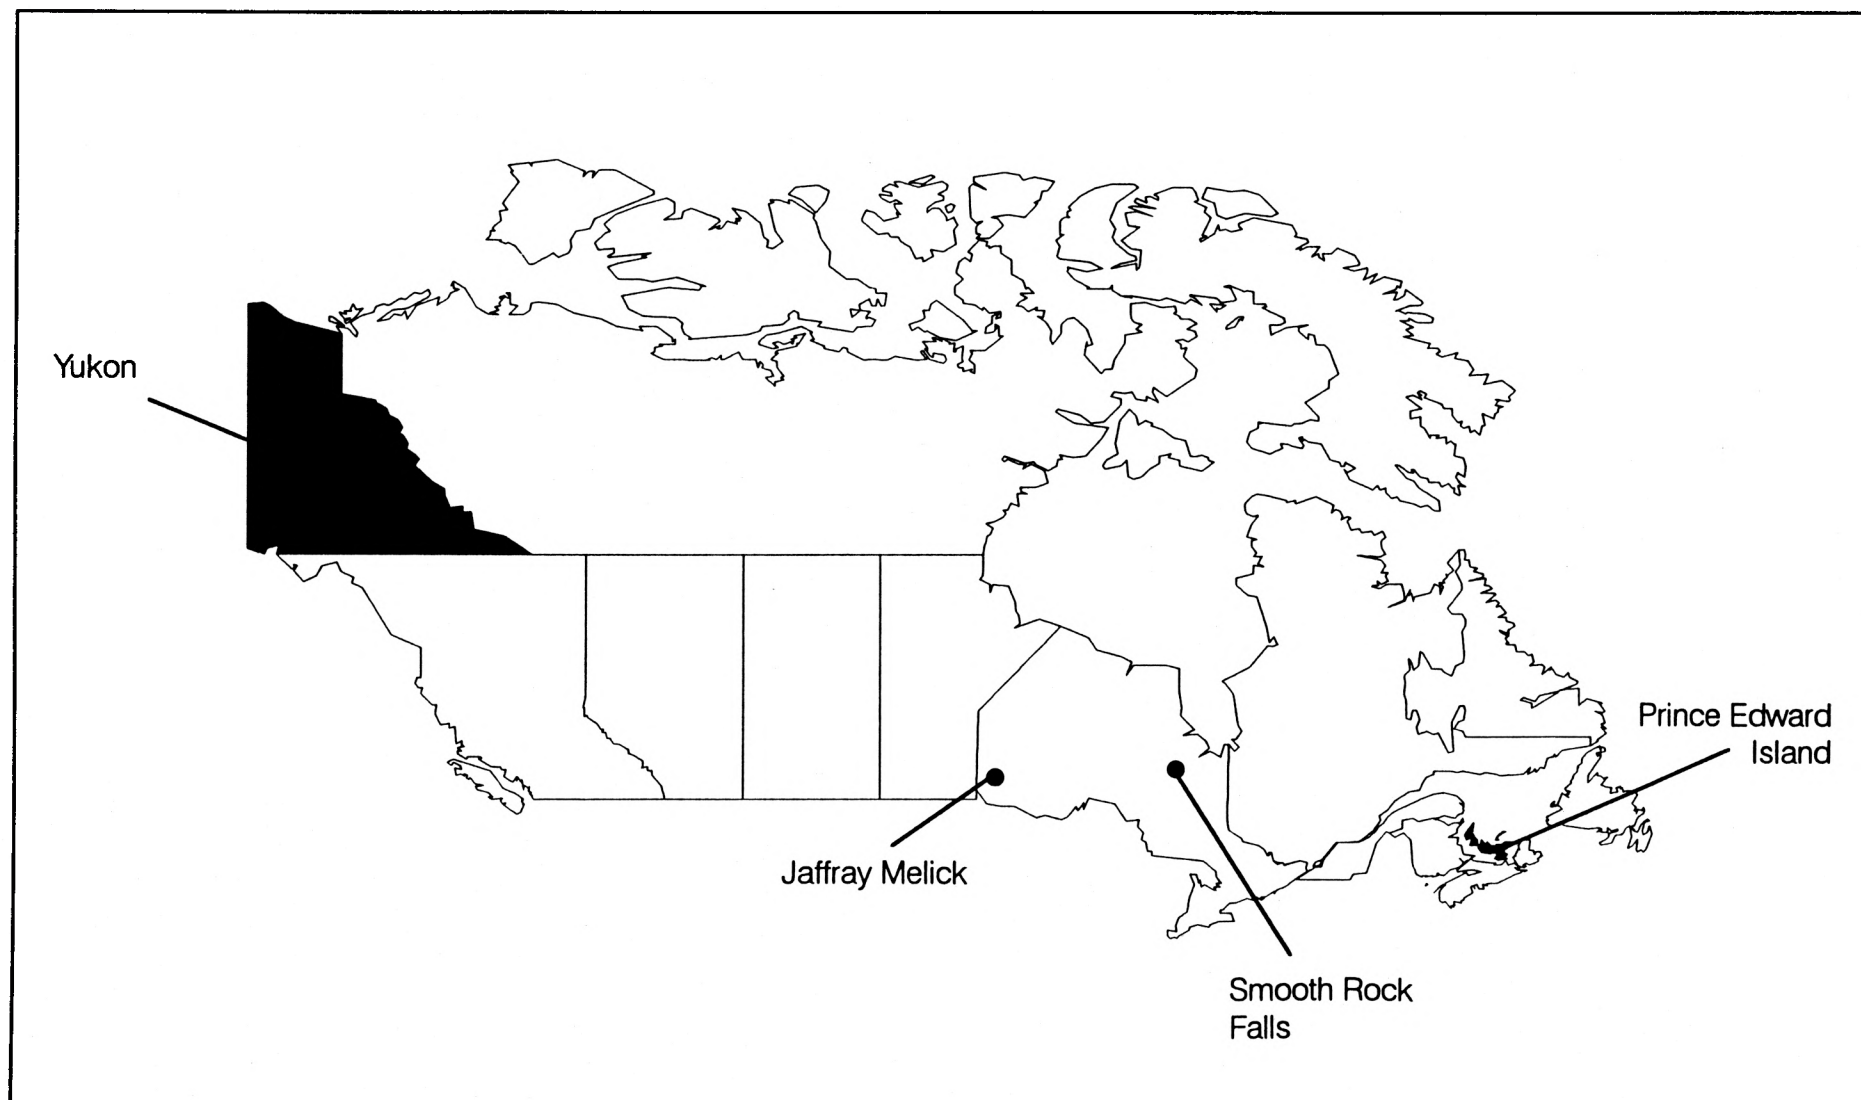 Yukon
Prince Edward
Island
Jaffray Melick
Smooth Rock
Falls